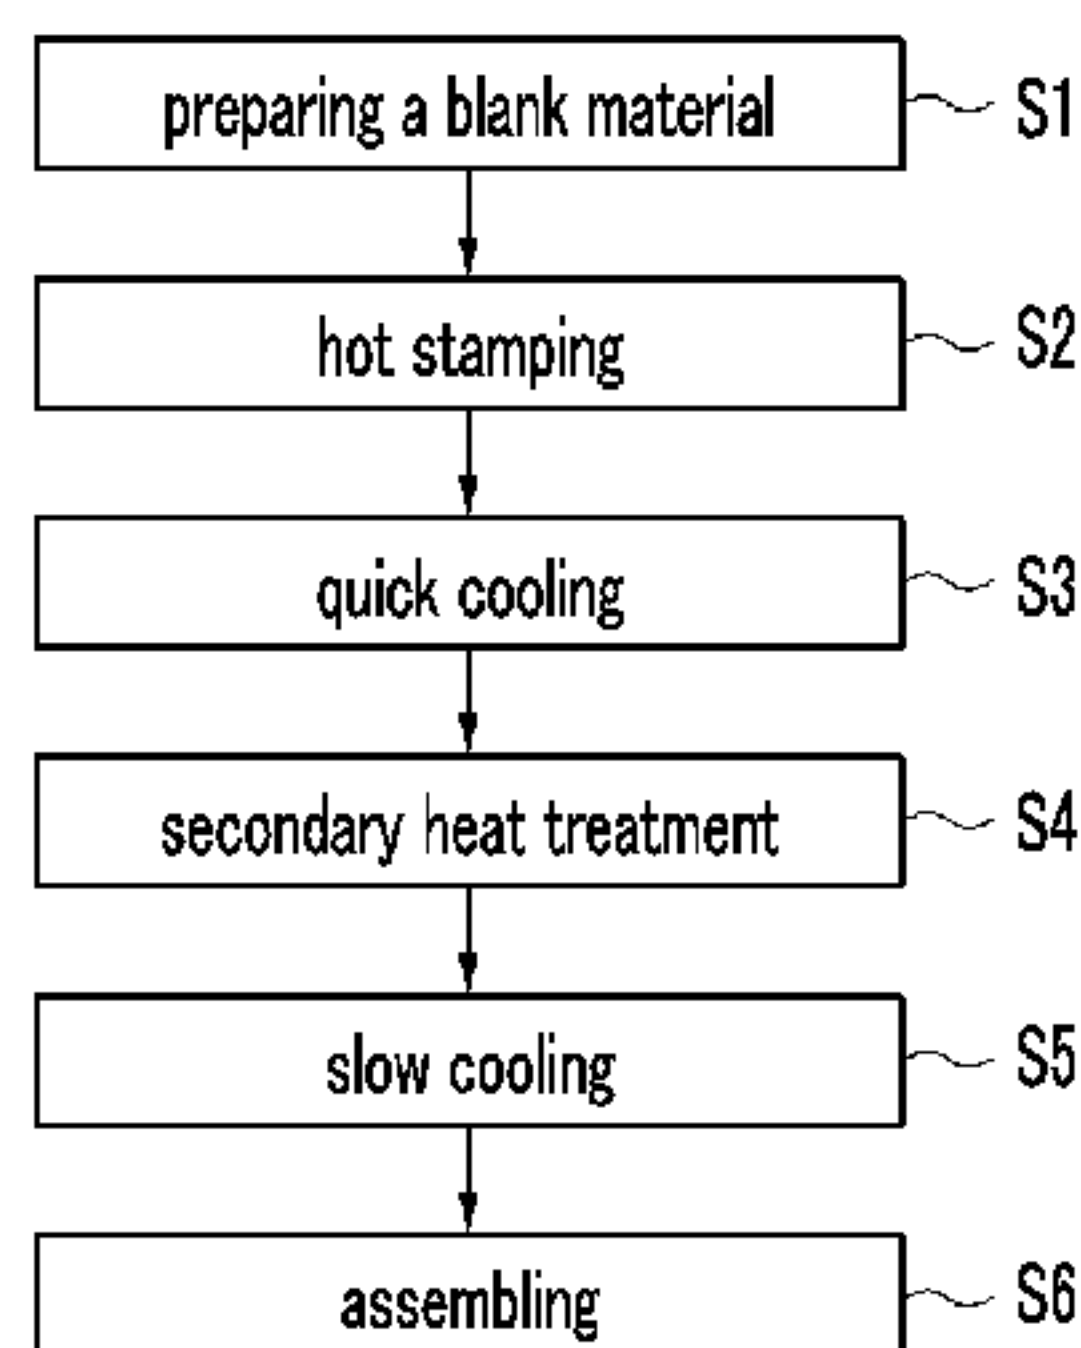 preparing a blank material S1
hot stamping S2
quick cooling S3
secondary heat treatment S4
slow cooling S5
assembling S6